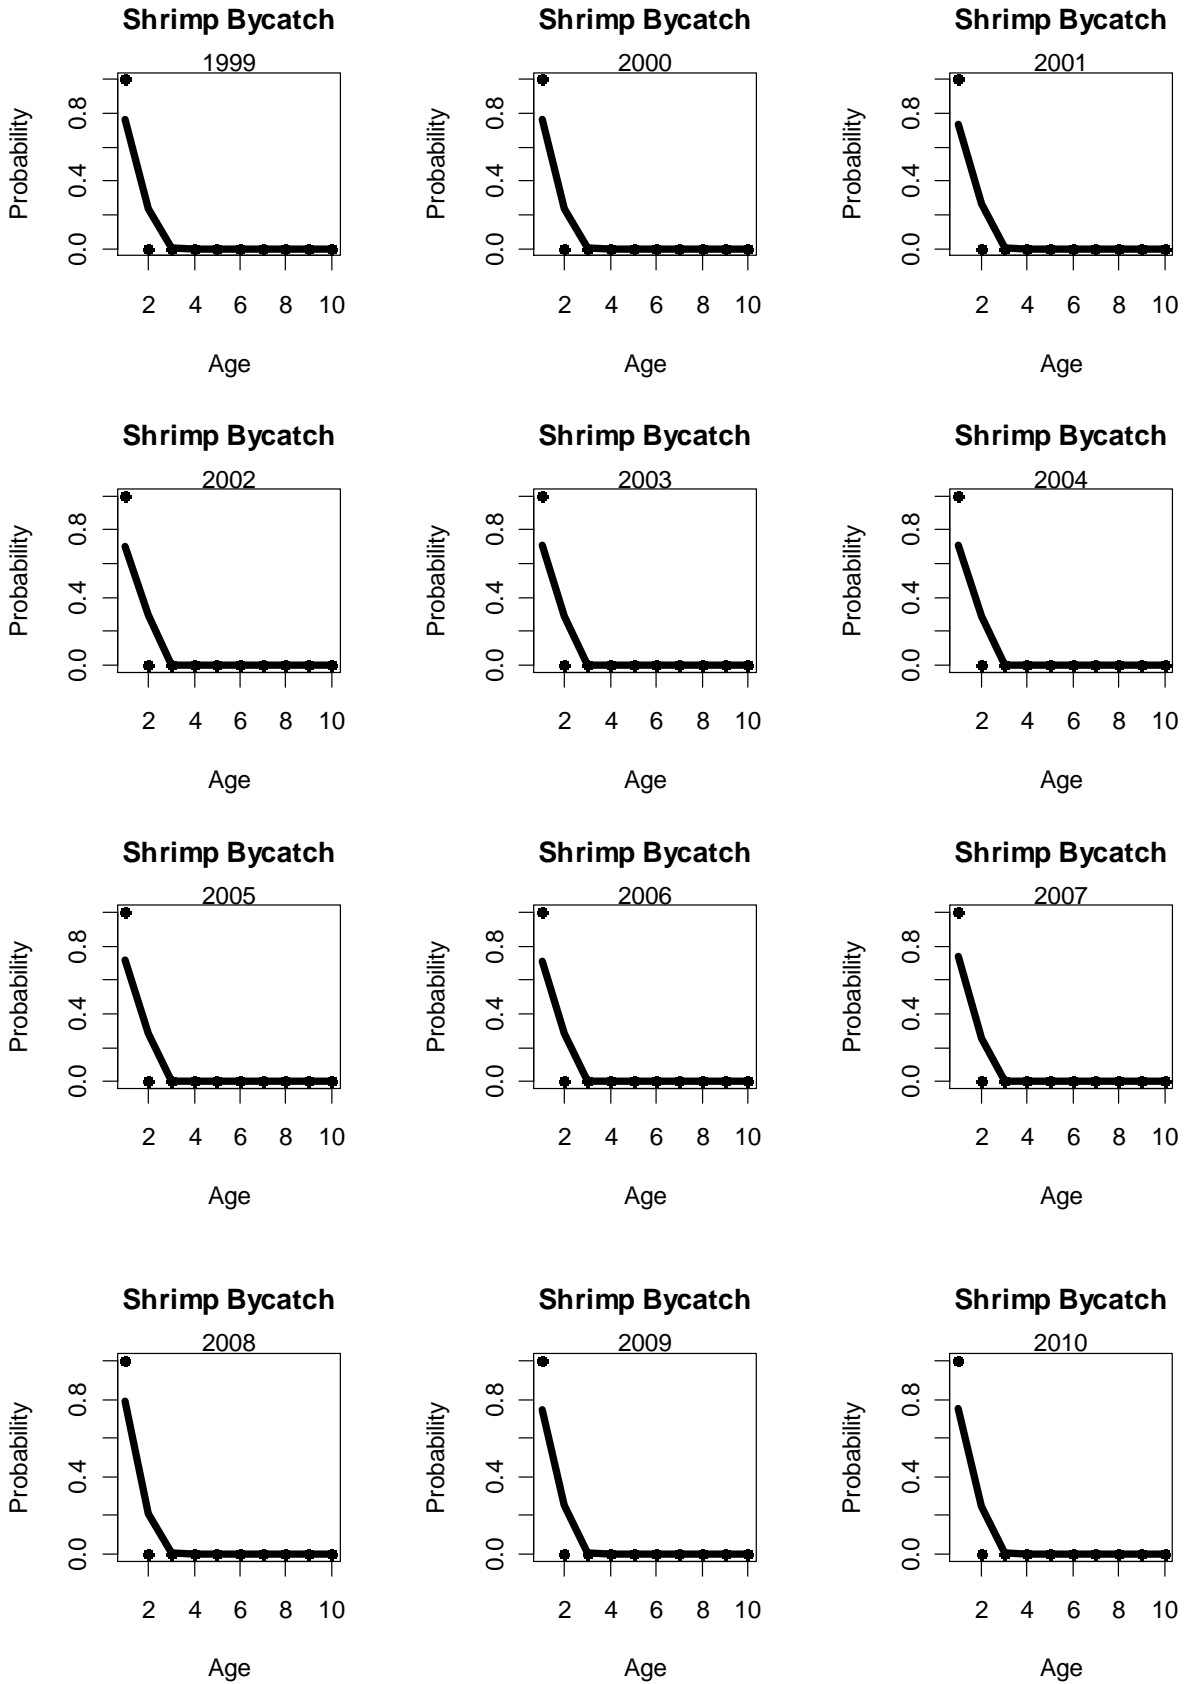 Shrimp Bycatch Shrimp Bycatch Shrimp Bycatch
1999 2000 2001
Probability Probability Probability
0.8 0.8 0.8
0.4 0.4 0.4
0.0 0.0 0.0
2 4 6 8 10 2 4 6 8 10 2 4 6 8 10
Age Age Age
Shrimp Bycatch Shrimp Bycatch Shrimp Bycatch
2002 2003 2004
Probability Probability Probability
0.8 0.8 0.8
0.4 0.4 0.4
0.0 0.0 0.0
2 4 6 8 10 2 4 6 8 10 2 4 6 8 10
Age Age Age
Shrimp Bycatch Shrimp Bycatch Shrimp Bycatch
2005 2006 2007
Probability Probability Probability
0.8 0.8 0.8
0.4 0.4 0.4
0.0 0.0 0.0
2 4 6 8 10 2 4 6 8 10 2 4 6 8 10
Age Age Age
Shrimp Bycatch Shrimp Bycatch Shrimp Bycatch
2008 2009 2010
Probability Probability Probability
0.8 0.8 0.8
0.4 0.4 0.4
0.0 0.0 0.0
2 4 6 8 10 2 4 6 8 10 2 4 6 8 10
Age Age Age